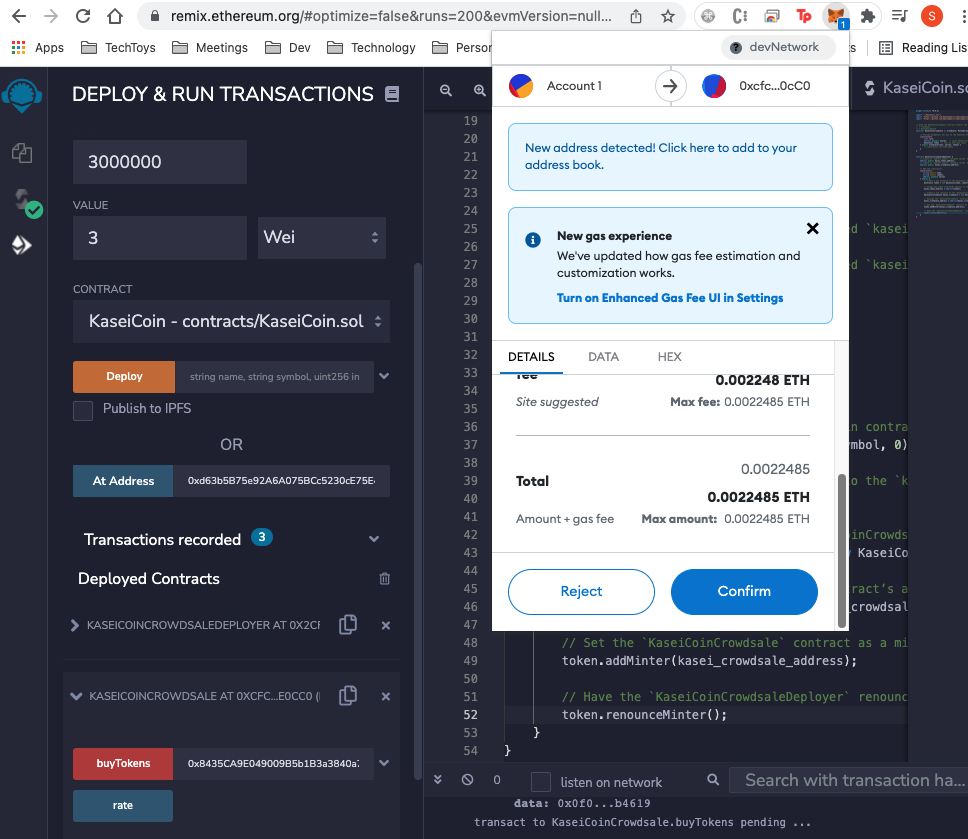 remix.ethereum.org/#optimize=false&runs=200&evmVersion=null...
1
S
Apps
TechToys
Meetings
Dev
Technology
Person
Reading Lis
DEPLOY & RUN TRANSACTIONS
3000000
VALUE
3
Wei
CONTRACT
KaseiCoin - contracts/KaseiCoin.sol
Deploy
string name, string symbol, uint256 in
Publish to IPFS
OR
At Address
0xd63b5B75e92A6A075BCc5230cE75E
Transactions recorded 3
Deployed Contracts
KASEICOINCROWDSALEDEPLOYER AT 0X2CF
KASEICOINCROWDSALE AT 0XCFC...E0CC0 (
buyTokens
0x8435CA9E049009B5b1B3a3840a
rate
devNetwork
Account 1
0xcfc...0cC0
New address detected! Click here to add to your
address book.
New gas experience
We've updated how gas fee estimation and
customization works.
Turn on Enhanced Gas Fee UI in Settings
DETAILS
DATA
HEX
fee
0.002248 ETH
Site suggested
Max fee: 0.0022485 ETH
0.0022485
Total
0.0022485 ETH
Amount + gas fee
Max amount: 0.0022485 ETH
Reject
Confirm
KaseiCoin.so
19
20
21
22
23
24
25 ed `kasei
26
27 ed `kasei
28
29
30
31
32
33
34
35
36 in contra
37 mbol, 0)
38
39 o the `k
40
41
42 inCrowds
43 w KaseiCo
44
45 ract's a
46 _crowdsal
47
48 // Set the `KaseiCoinCrowdsale` contract as a mi
49 token.addMinter(kasei_crowdsale_address);
50
51 // Have the `KaseiCoinCrowdsaleDeployer` renounc
52 token.renounceMinter();
53 }
54 }
0
listen on network
Search with transaction ha...
data: 0x0f0...b4619
transact to KaseiCoinCrowdsale.buyTokens pending ...